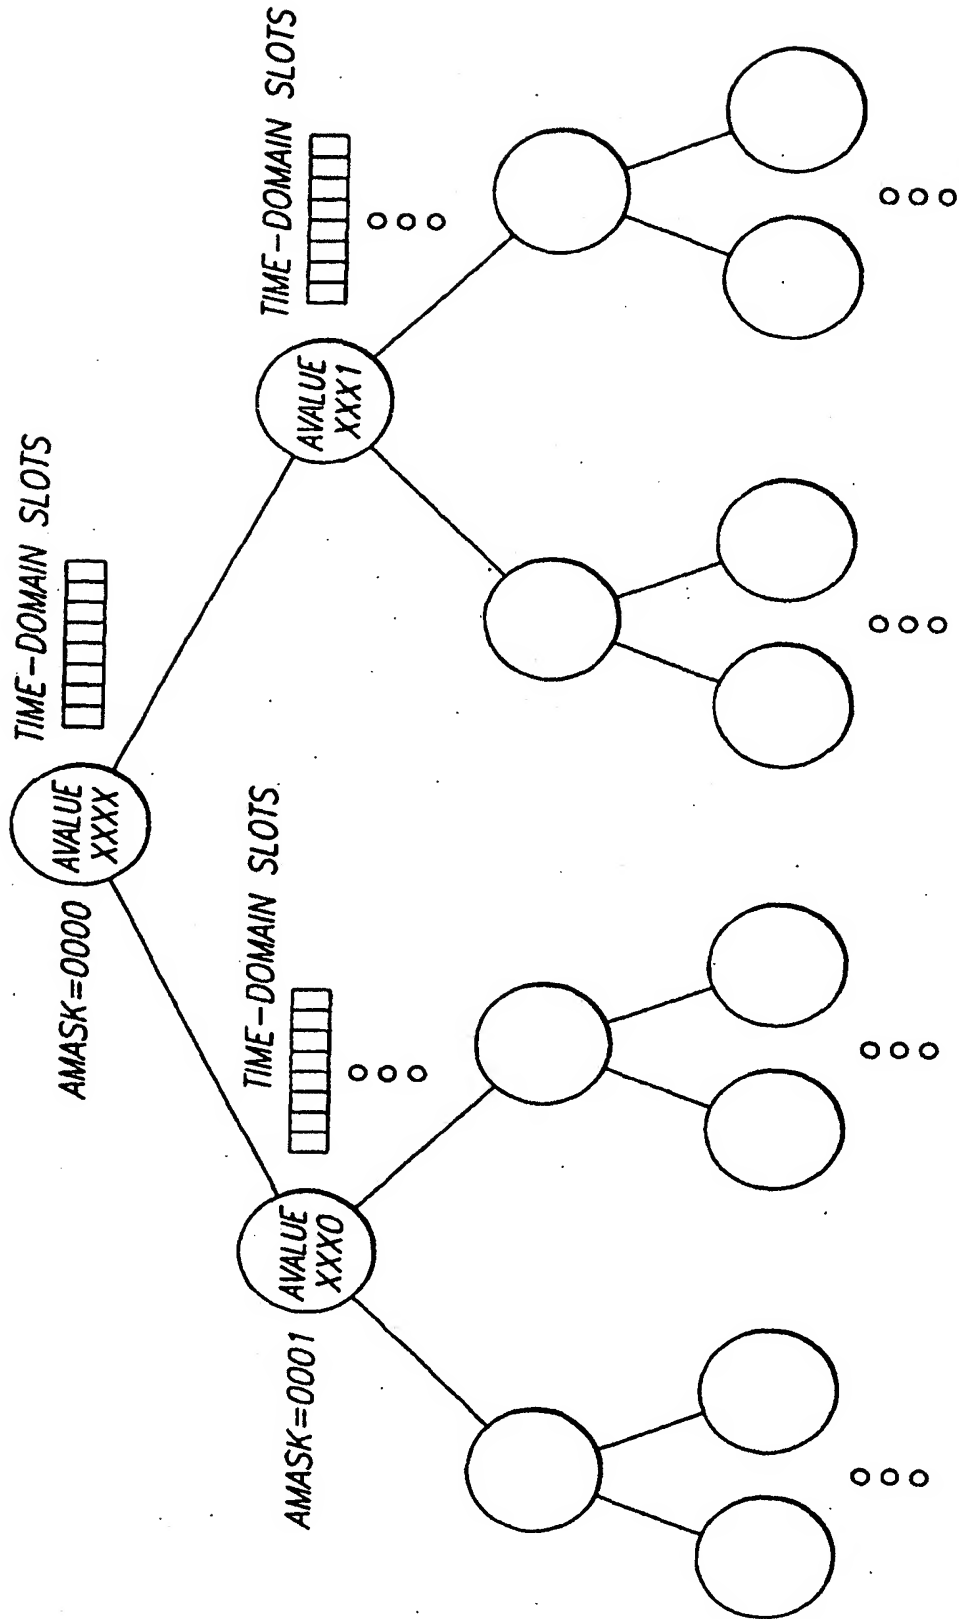 TIME-DOMAIN SLOTS
AMASK=0000
AVALUE
XXXX
TIME-DOMAIN SLOTS
TIME-DOMAIN SLOTS
AMASK=0001
AVALUE
XXX0
AVALUE
XXX1